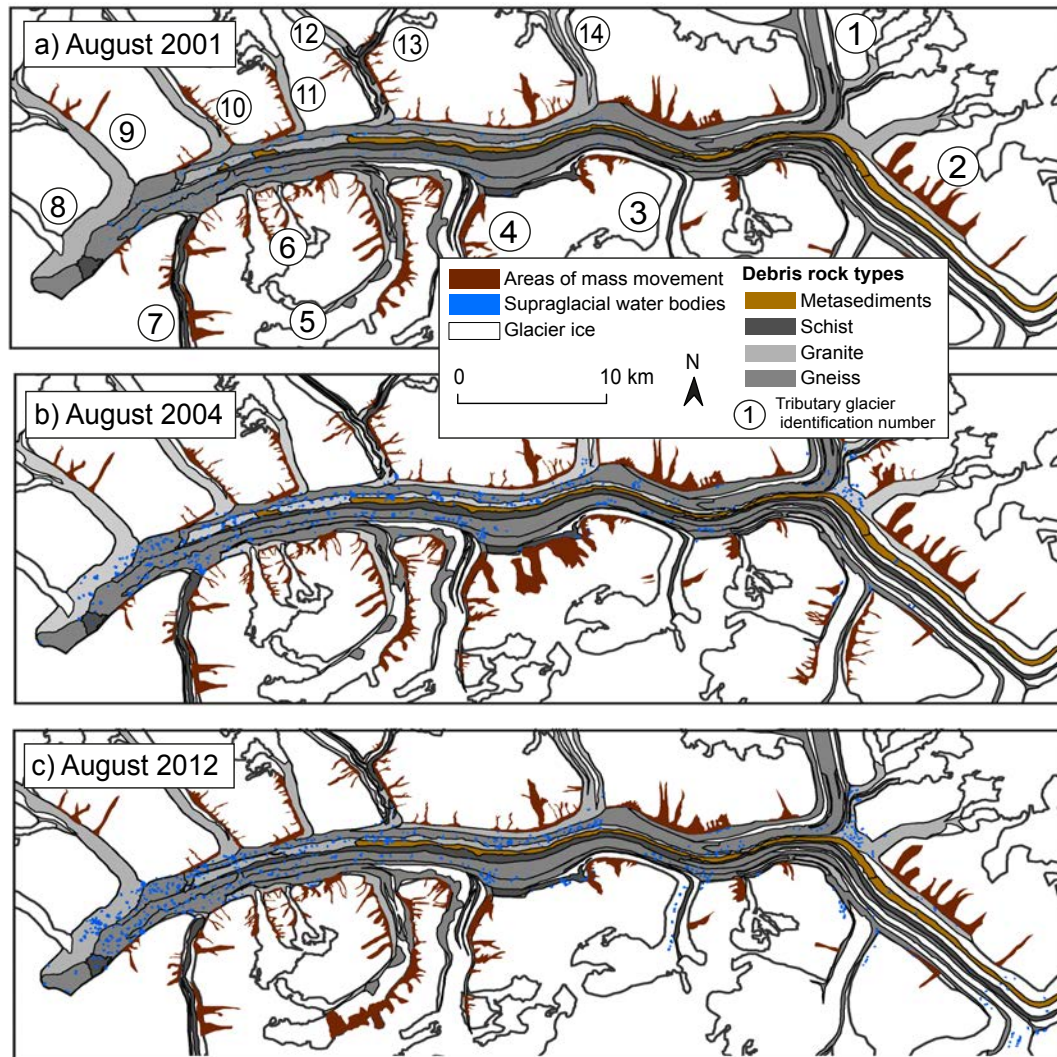 a) August 2001
12
13
14
1
11
10
9
2
8
3
4
6
5
7
Areas of mass movement
Supraglacial water bodies
Glacier ice
0 10 km
N
Debris rock types
Metasediments
Schist
Granite
Gneiss
1 Tributary glacier
identification number
b) August 2004
c) August 2012